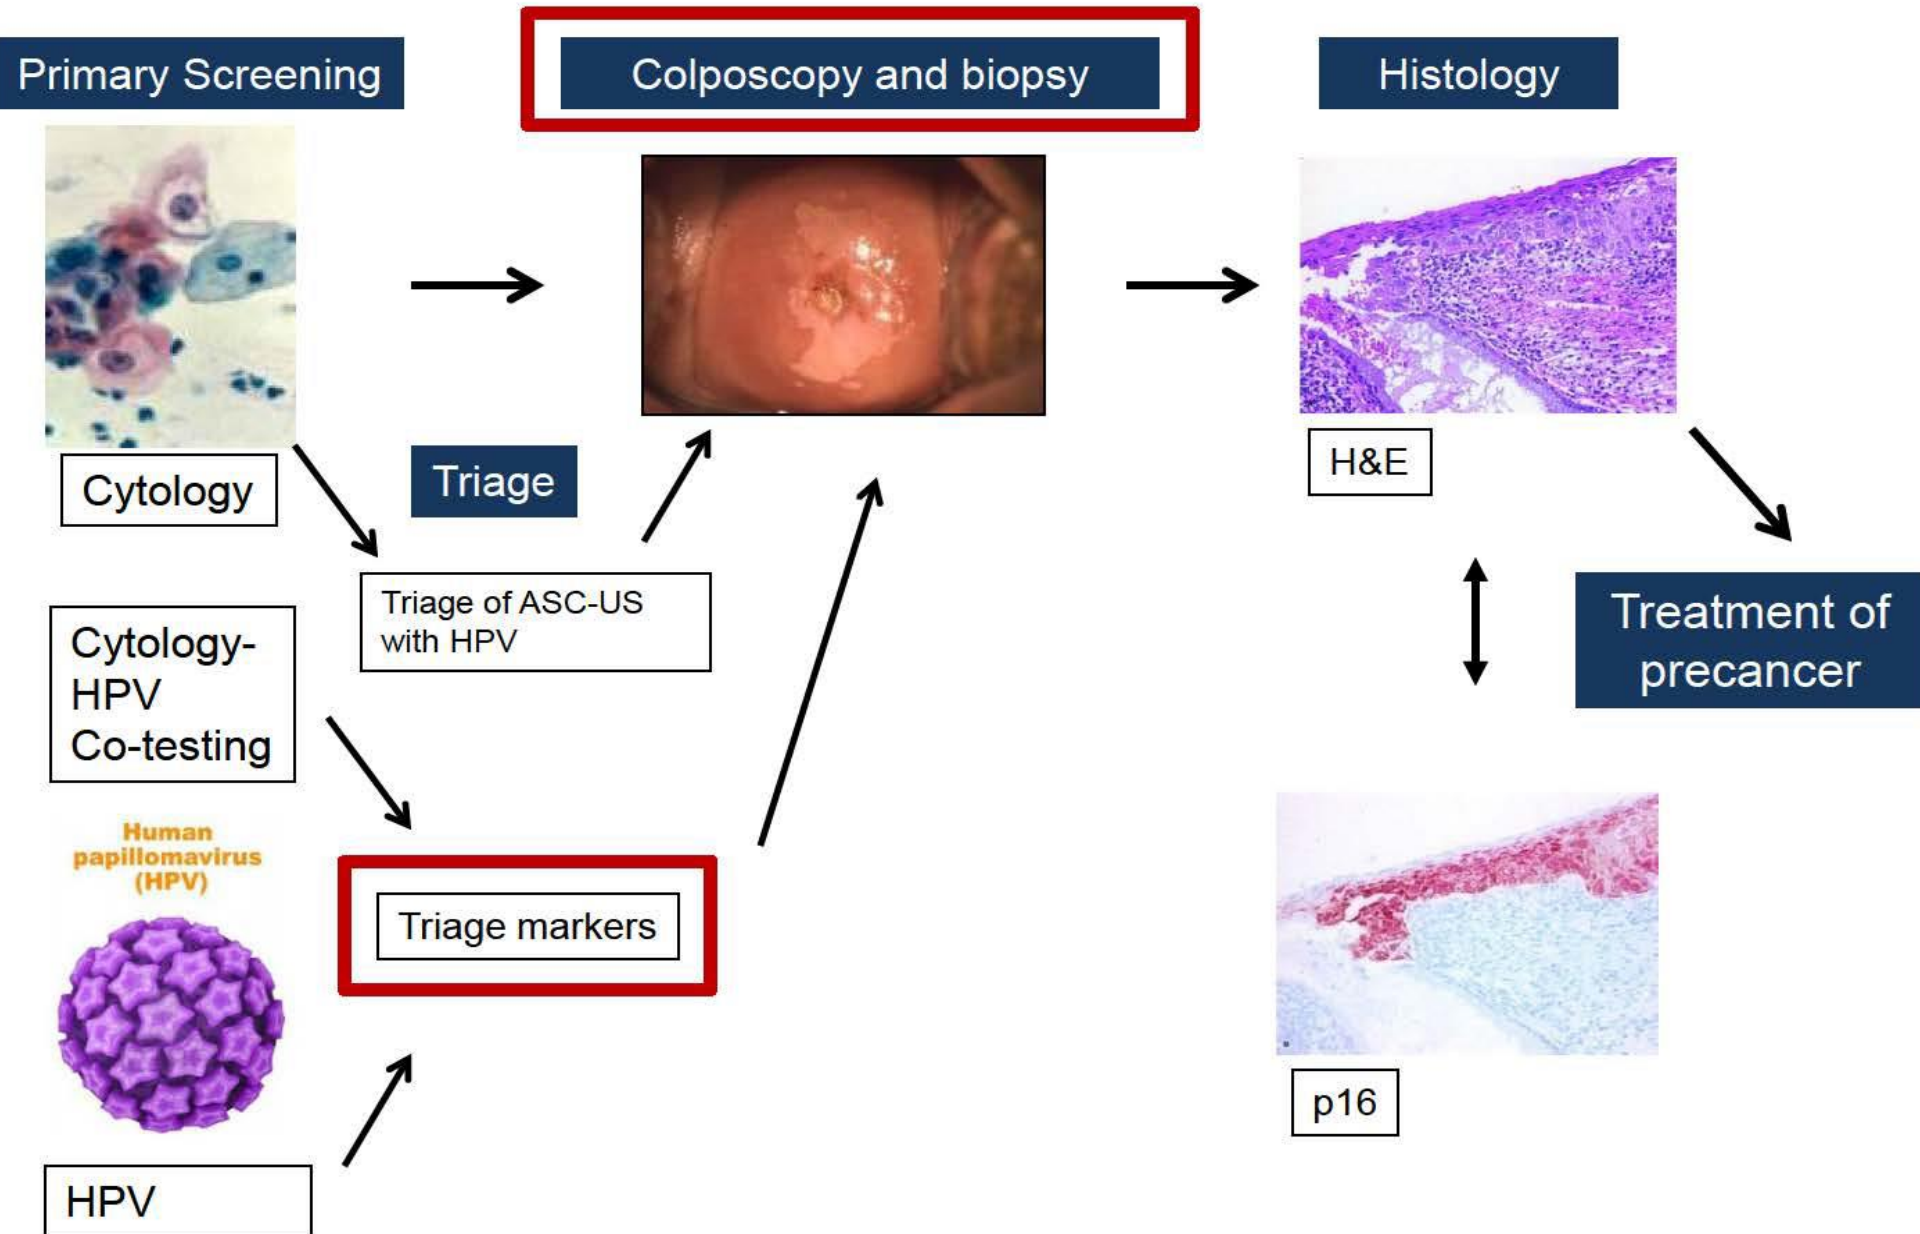 Primary Screening
Colposcopy and biopsy
Histology
Cytology
Triage
H&E
Triage of ASC-US
with HPV
Treatment of
precancer
Cytology-
HPV
Co-testing
Human
papillomavirus
(HPV)
Triage markers
p16
HPV